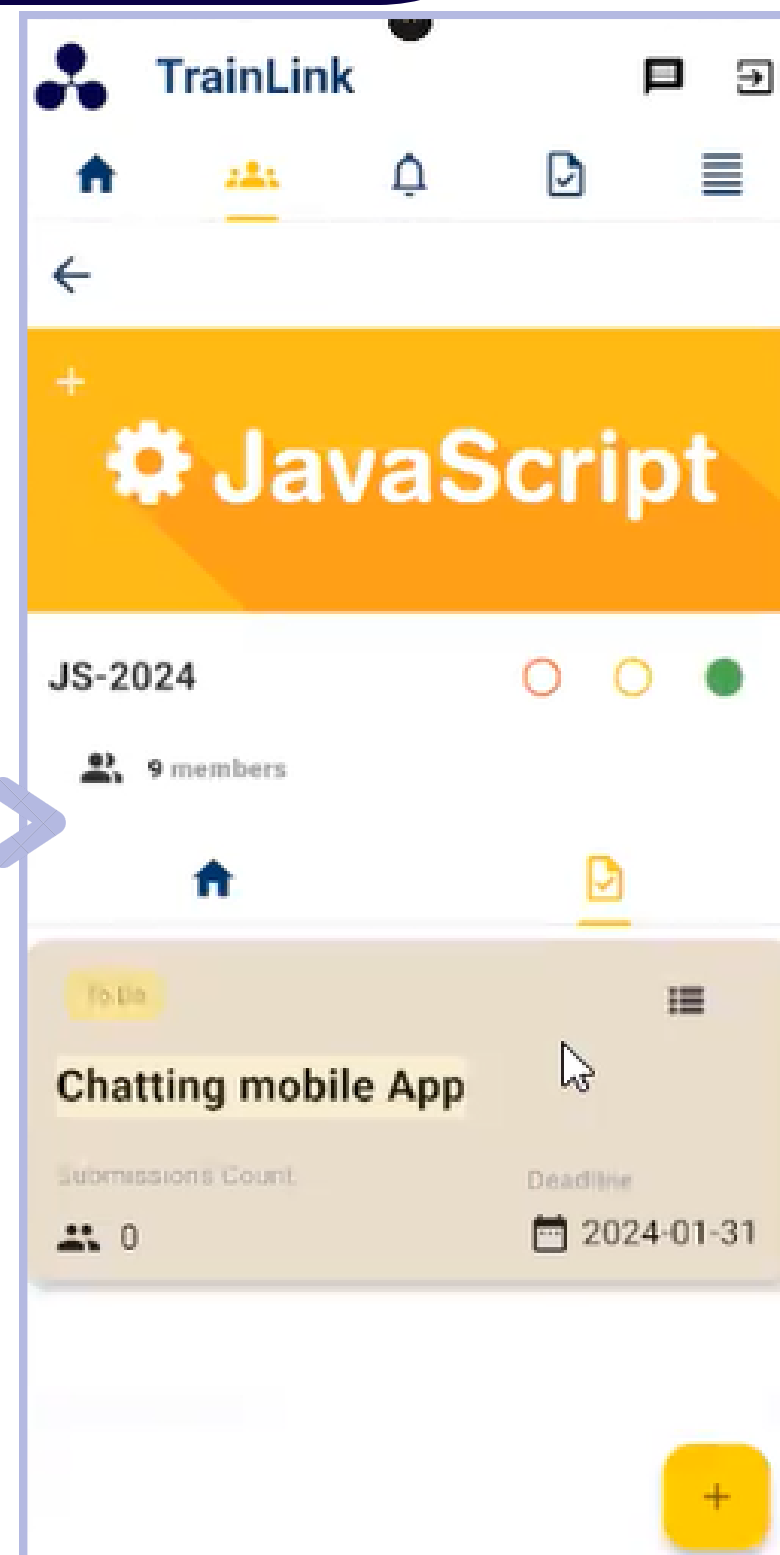 TrainLink
JavaScript
JS-2024
9 members
To Do
Chatting mobile App
Submissions Count
Deadline
0
2024-01-31